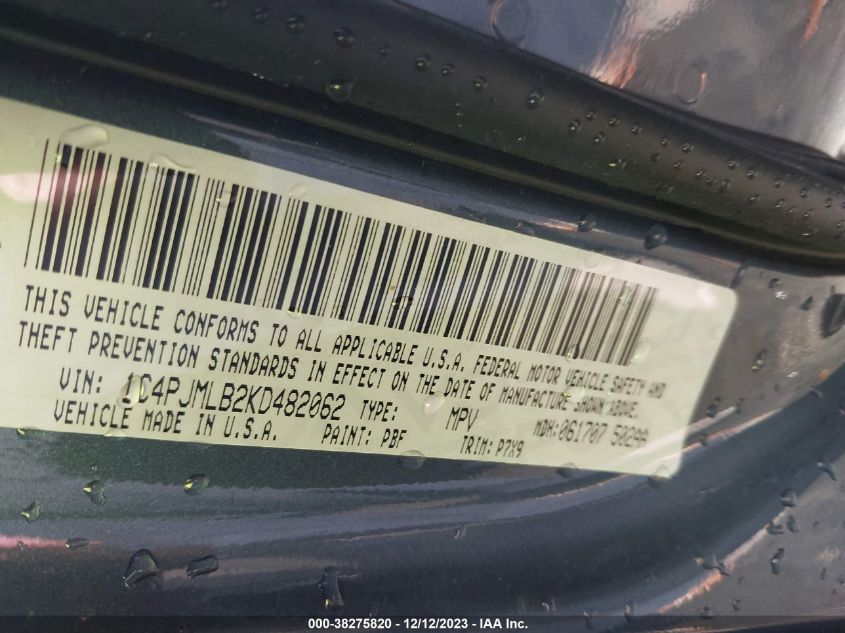 THIS VEHICLE CONFORMS TO ALL APPLICABLE U.S.A. FEDERAL MOTOR VEHICLE SAFETY AND
THEFT PREVENTION STANDARDS IN EFFECT ON THE DATE OF MANUFACTURE SHOWN ABOVE.
VIN: 1C4PJMLB2KD482062 TYPE: MPV MDH:061707 5029A
VEHICLE MADE IN U.S.A. PAINT: PBF TRIM: P7X9
000-38275820 - 12/12/2023 - IAA Inc.